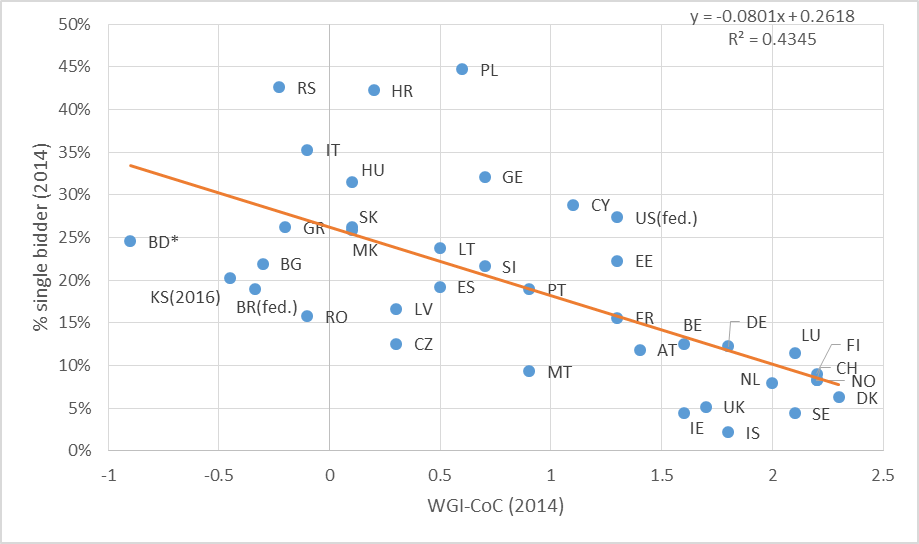 y = -0.0801x + 0.2618
R² = 0.4345
50%
45%
40%
35%
30%
25%
20%
15%
10%
5%
0%
% single bidder (2014)
PL
RS
HR
IT
HU
GE
CY
US(fed.)
SK
GR
MK
BD*
LT
EE
BG
SI
KS(2016)
ES
PT
BR(fed.)
LV
RO
FR
BE
DE
CZ
AT
LU
FI
CH
MT
NL
NO
DK
UK
SE
IE
IS
-1
-0.5
0
0.5
1
1.5
2
2.5
WGI-CoC (2014)